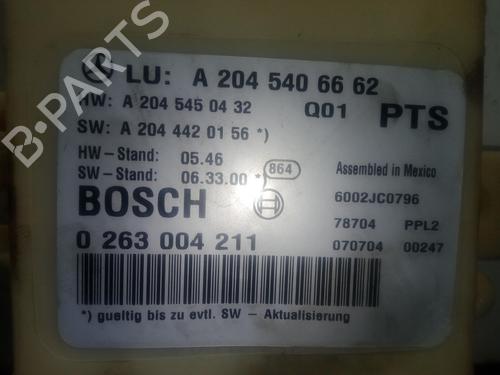 LU: A 204 540 66 62
HW: A 204 545 04 32 Q01 PTS
SW: A 204 442 01 56 *)
HW-Stand: 05.46
SW-Stand: 06.33.00 *) 864 Assembled in Mexico
BOSCH 6002JC0796
78704 PPL2
0 263 004 211 070704 00247
*) gueltig bis zu evtl. SW - Aktualisierung
B-PARTS